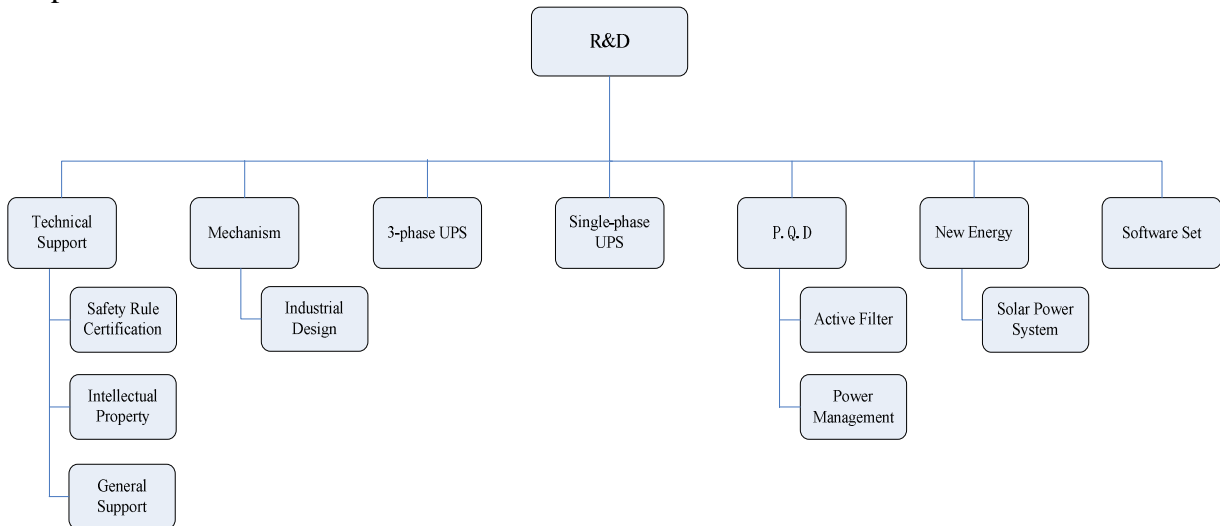 R&D
Technical
Support
Mechanism
3-phase UPS
Single-phase
UPS
P.Q.D
New Energy
Software Set
Safety Rule
Certification
Industrial
Design
Active Filter
Solar Power
System
Intellectual
Property
Power
Management
General
Support